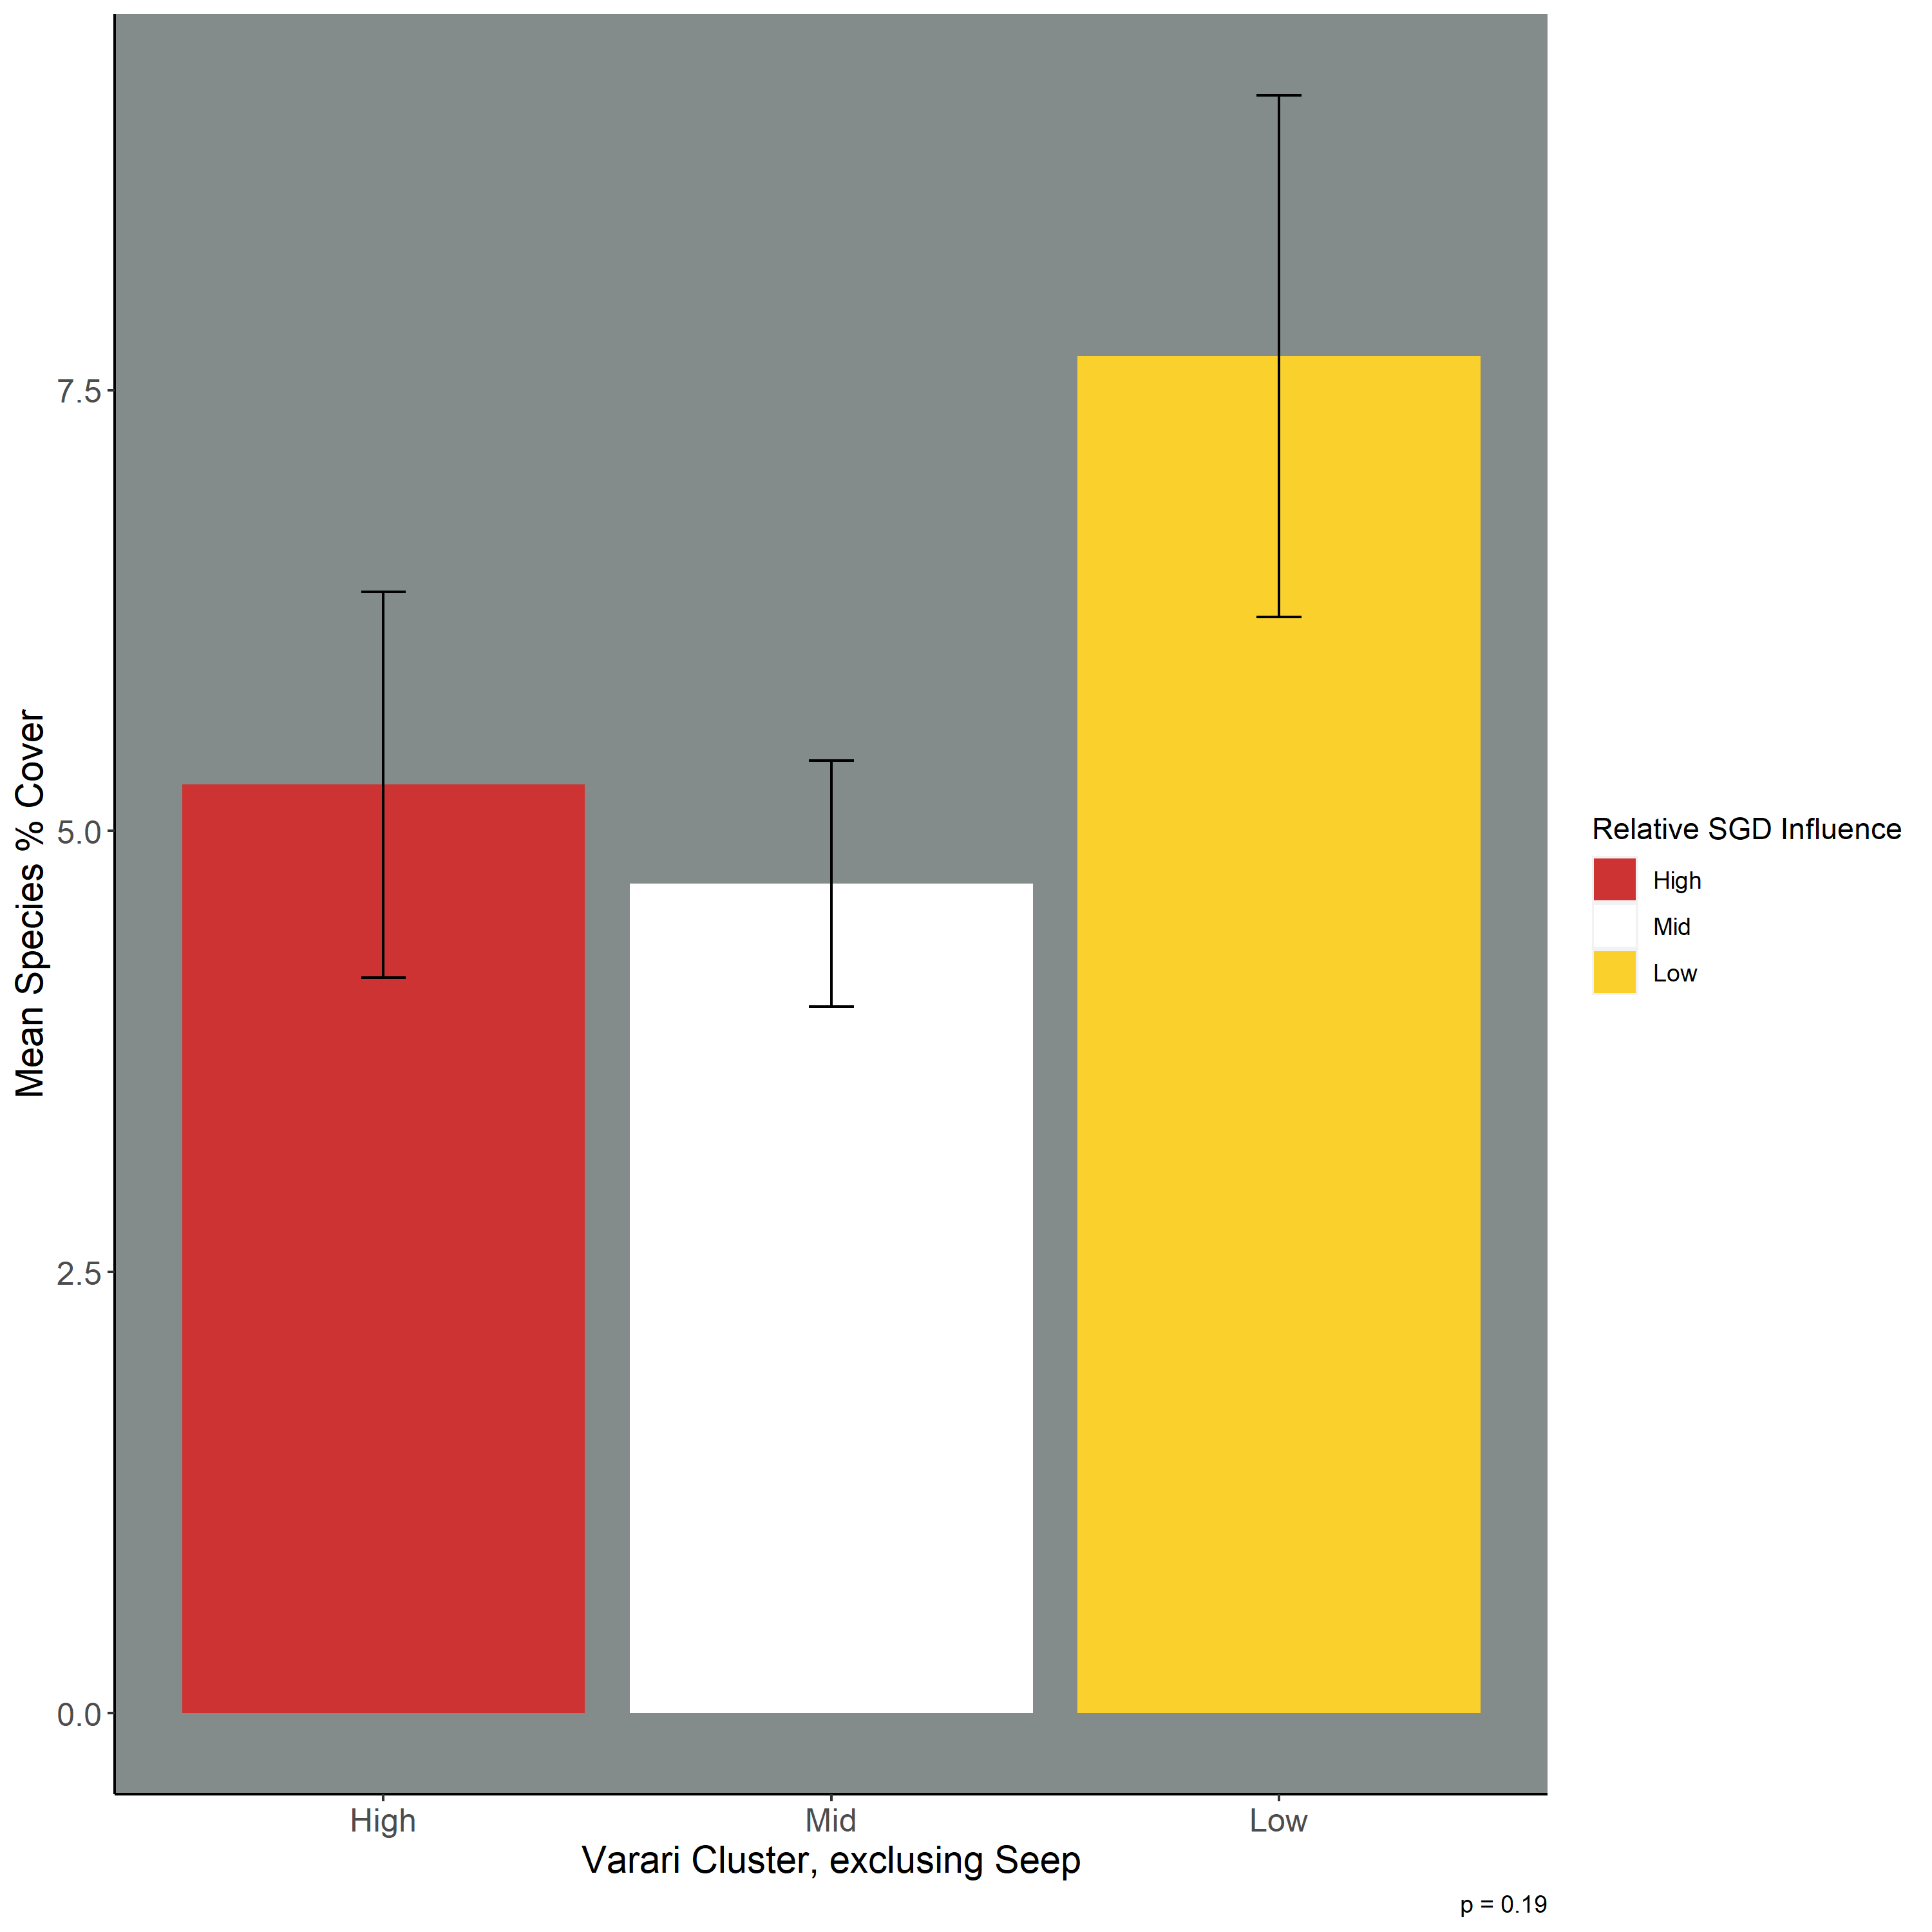 Mean Species % Cover
7.5
5.0
2.5
0.0
High
Mid
Low
Varari Cluster, exclusing Seep
p = 0.19
Relative SGD Influence
High
Mid
Low